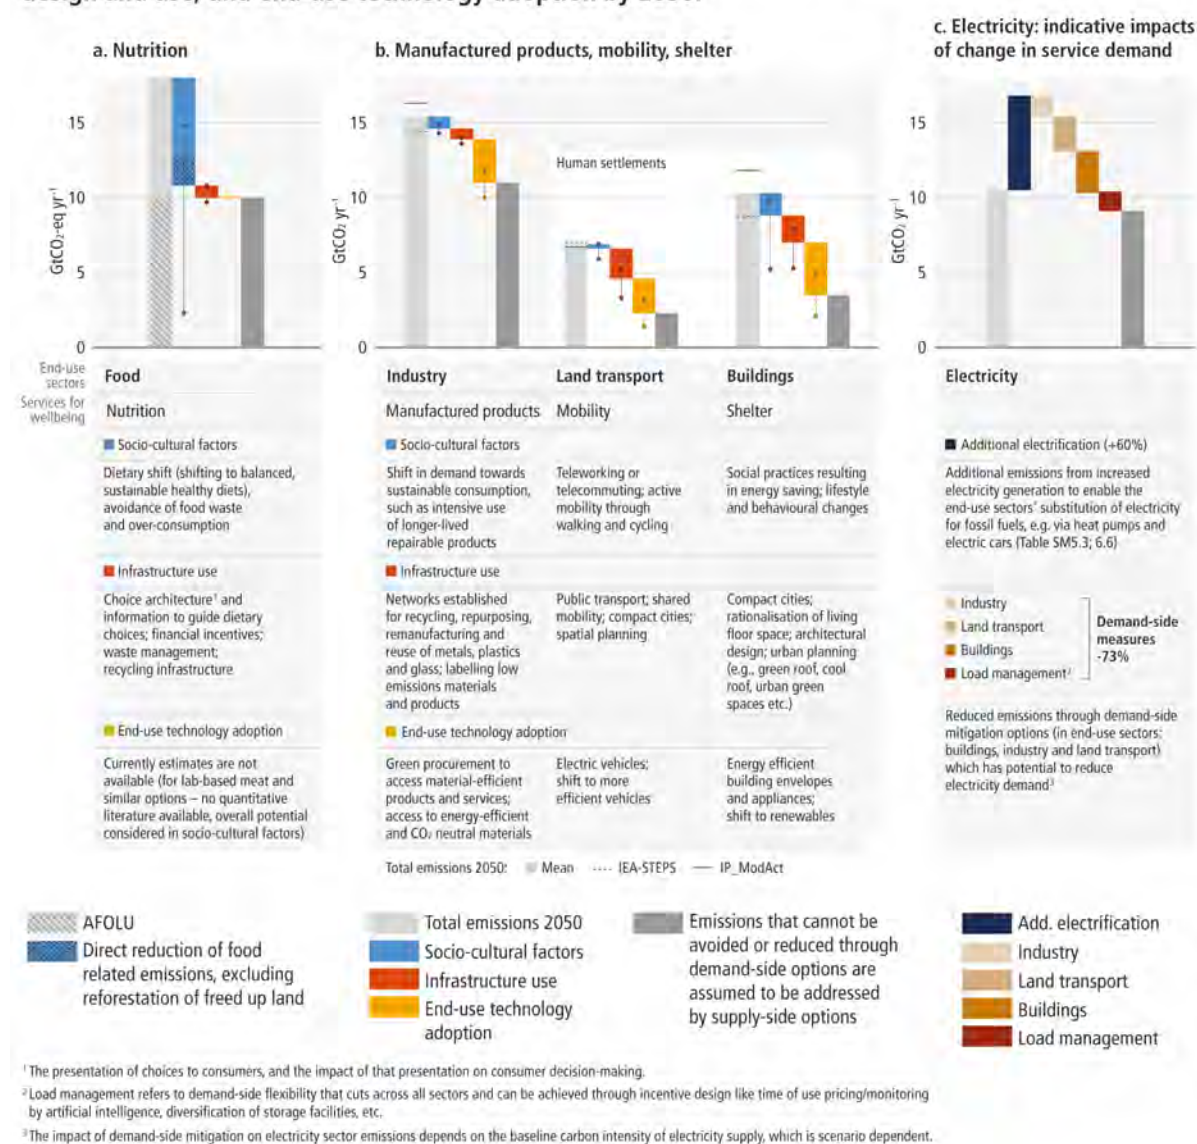 c. Electricity: indicative impacts
of change in service demand
a. Nutrition
b. Manufactured products, mobility, shelter
GtCO₂-eq yr⁻¹
15
10
5
0
GtCO₂ yr⁻¹
15
10
5
0
Human settlements
GtCO₂ yr⁻¹
15
10
5
0
End-use
sectors
Services for
wellbeing
Food
Nutrition
Socio-cultural factors
Dietary shift (shifting to balanced,
sustainable healthy diets),
avoidance of food waste
and over-consumption
Infrastructure use
Choice architecture¹ and
information to guide dietary
choices; financial incentives;
waste management;
recycling infrastructure
End-use technology adoption
Currently estimates are not
available (for lab-based meat and
similar options – no quantitative
literature available, overall potential
considered in socio-cultural factors)
Industry
Land transport
Buildings
Manufactured products
Mobility
Shelter
Socio-cultural factors
Shift in demand towards
sustainable consumption,
such as intensive use
of longer-lived
repairable products
Teleworking or
telecommuting; active
mobility through
walking and cycling
Social practices resulting
in energy saving; lifestyle
and behavioural changes
Infrastructure use
Networks established
for recycling, repurposing,
remanufacturing and
reuse of metals, plastics
and glass; labelling low
emissions materials
and products
Public transport; shared
mobility; compact cities;
spatial planning
Compact cities;
rationalisation of living
floor space; architectural
design; urban planning
(e.g., green roof, cool
roof, urban green
spaces etc.)
End-use technology adoption
Green procurement to
access material-efficient
products and services;
access to energy-efficient
and CO₂ neutral materials
Electric vehicles;
shift to more
efficient vehicles
Energy efficient
building envelopes
and appliances;
shift to renewables
Total emissions 2050: Mean IEA-STEPS IP_ModAct
Electricity
Additional electrification (+60%)
Additional emissions from increased
electricity generation to enable the
end-use sectors' substitution of electricity
for fossil fuels, e.g. via heat pumps and
electric cars (Table SM5.3; 6.6)
Industry
Land transport
Buildings
Load management²
Demand-side
measures
-73%
Reduced emissions through demand-side
mitigation options (in end-use sectors:
buildings, industry and land transport)
which has potential to reduce
electricity demand³
AFOLU
Direct reduction of food
related emissions, excluding
reforestation of freed up land
Total emissions 2050
Socio-cultural factors
Infrastructure use
End-use technology
adoption
Emissions that cannot be
avoided or reduced through
demand-side options are
assumed to be addressed
by supply-side options
Add. electrification
Industry
Land transport
Buildings
Load management
¹ The presentation of choices to consumers, and the impact of that presentation on consumer decision-making.
² Load management refers to demand-side flexibility that cuts across all sectors and can be achieved through incentive design like time of use pricing/monitoring
by artificial intelligence, diversification of storage facilities, etc.
³ The impact of demand-side mitigation on electricity sector emissions depends on the baseline carbon intensity of electricity supply, which is scenario dependent.